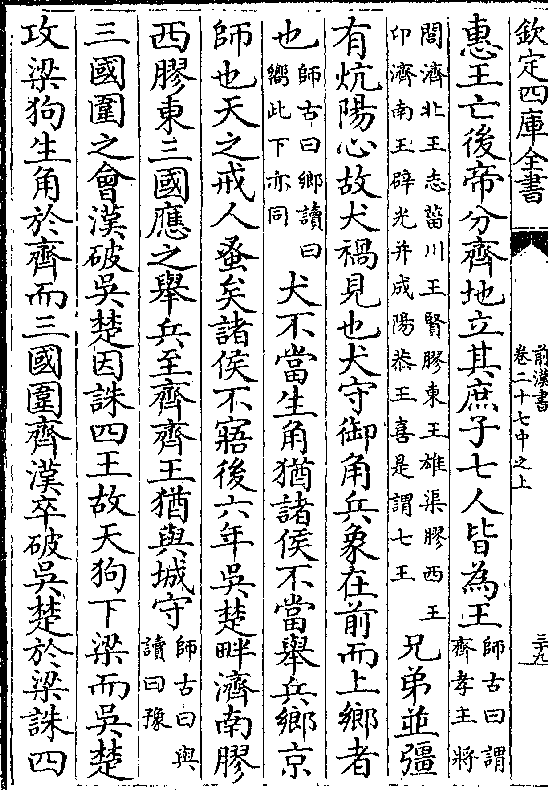 欽定四庫全書
前漢書
卷二十七中之上
三十九
惠王亡後帝分齊地立其庶子七人皆為王師古曰謂齊孝主將
閭濟北王志菑川王賢膠東王雄渠膠西王卬濟南王辟光并成陽恭王喜是謂七王兄弟並彊
有炕陽心故犬禍見也犬守御角兵象在前而上鄉者
也師古曰鄉讀曰嚮此下亦同犬不當生角猶諸侯不當舉兵鄉京
師也天之戒人蚤矣諸侯不寤後六年吳楚畔濟南膠
西膠東三國應之舉兵至齊齊王猶與城守師古曰與讀曰豫
三國圍之會漢破吳楚因誅四王故天狗下梁而吳楚
攻梁狗生角於齊而三國圍齊漢卒破吳楚於梁誅四